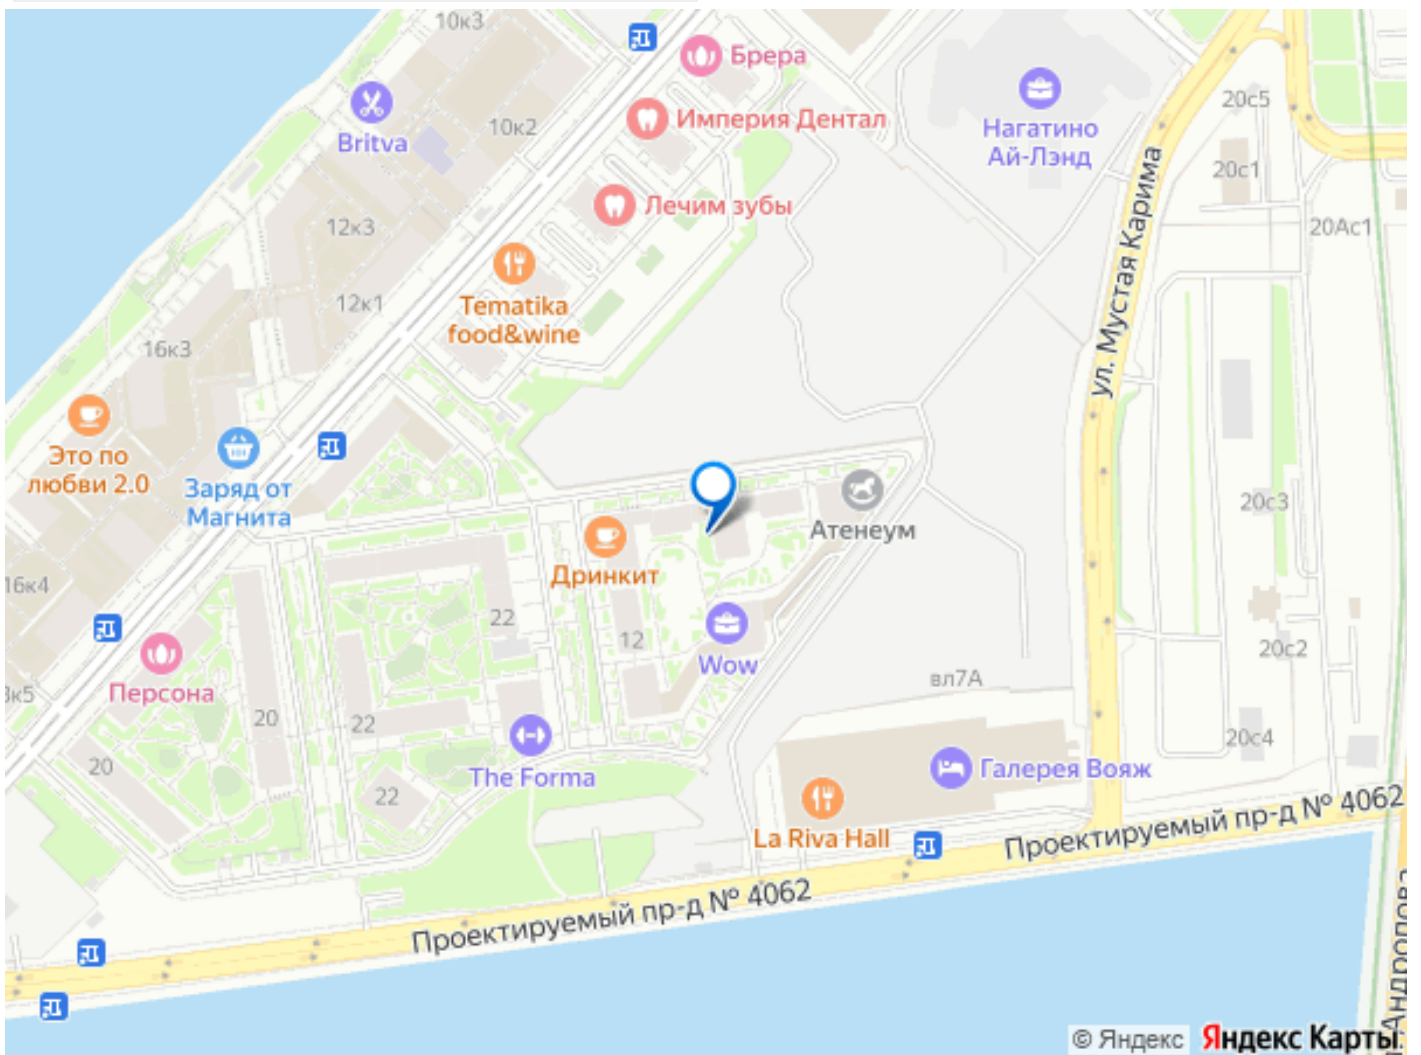 10к3
Брера
Britva
10к2
Империя Дентал
Нагатино
Ай-Лэнд
20с5
20с1
ул. Мустая Карима
Лечим зубы
12к3
20Ас1
12к1
Tematika
food&wine
16к3
Это по
любви 2.0
Заряд от
Магнита
20с3
Атенеум
Дринкит
16к4
22
12
Wow
20с2
вл7А
Персона
20
22
20с4
20
The Forma
22
Галерея Вояж
La Riva Hall
Проектируемый пр-д № 4062
Проектируемый пр-д № 4062
Андропова
© Яндекс Яндекс Карты